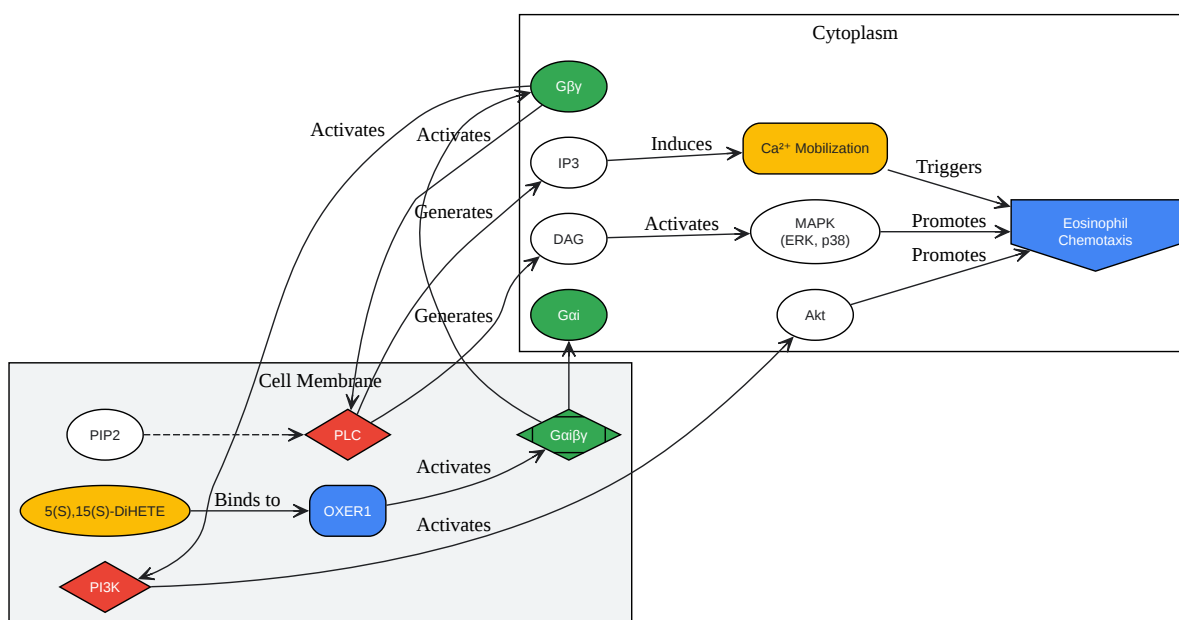 Cytoplasm
Gβγ
Activates
Activates
IP3
Induces
Ca²⁺ Mobilization
Triggers
Generates
DAG
Activates
MAPK
(ERK, p38)
Promotes
Eosinophil
Chemotaxis
Promotes
Generates
Gαi
Akt
Cell Membrane
PIP2
PLC
Gαiβγ
Activates
5(S),15(S)-DiHETE
Binds to
OXER1
Activates
PI3K